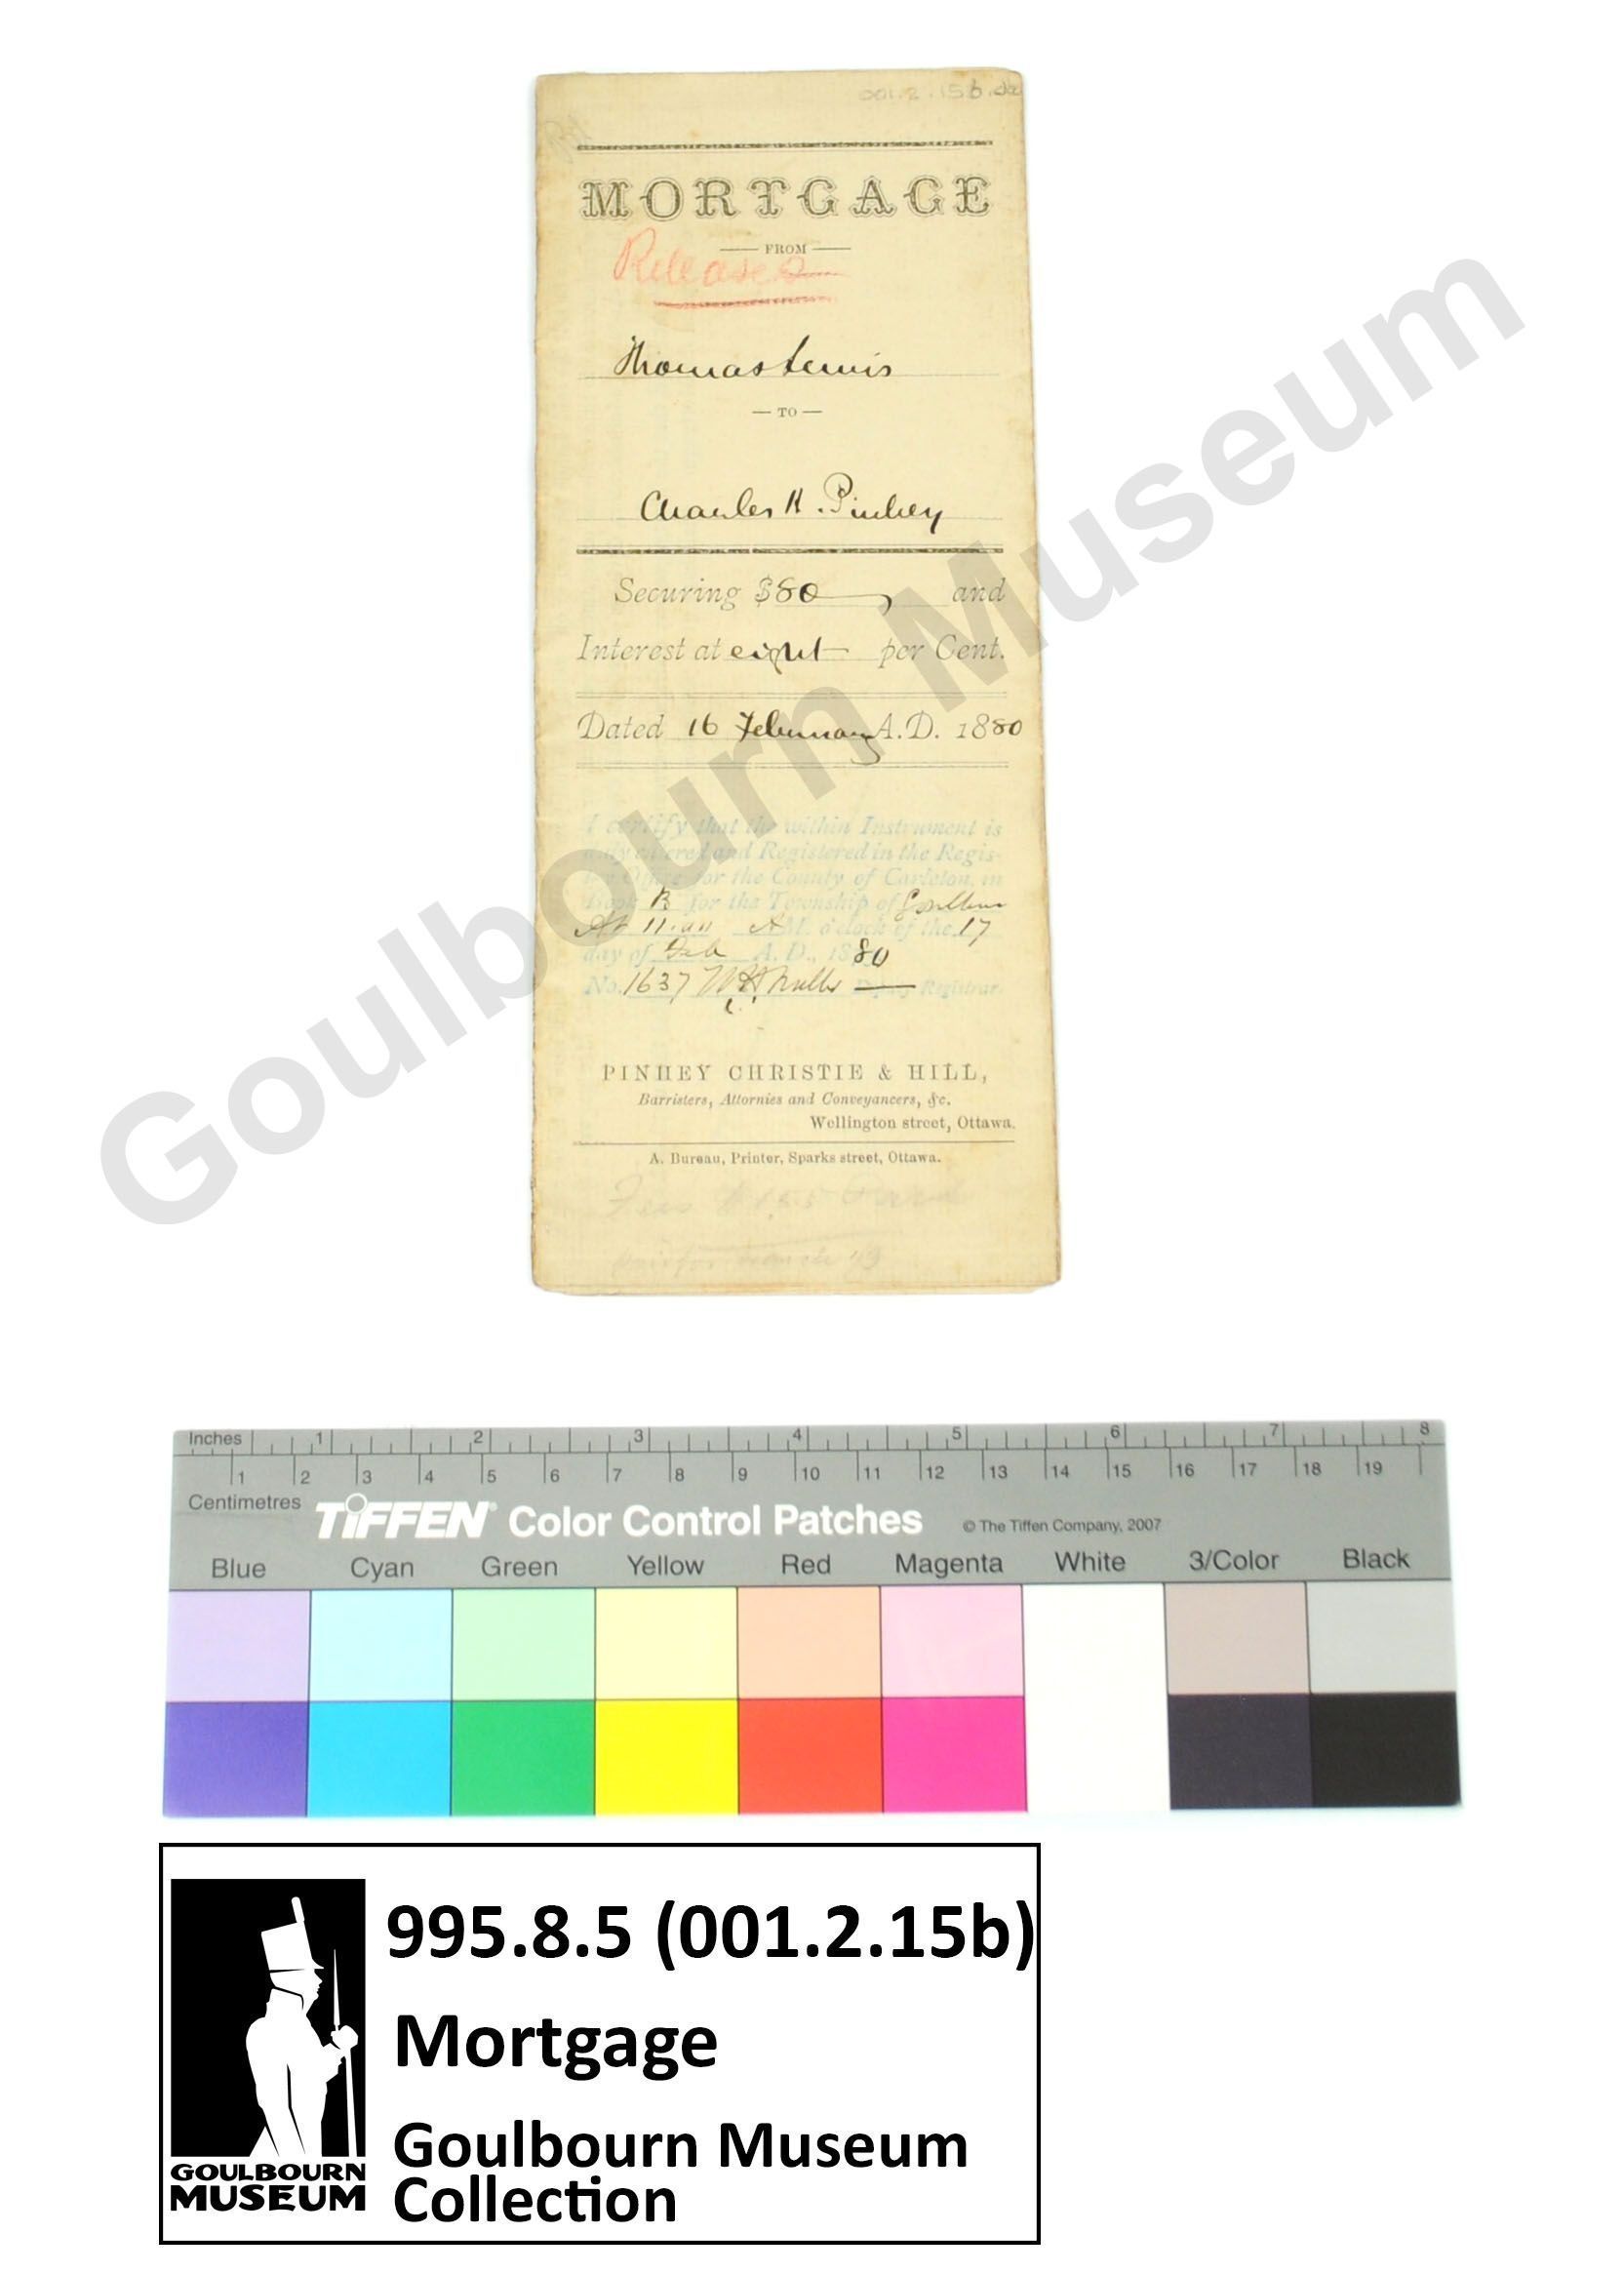 001.2.15b
MORTGAGE
FROM
Released
Thomas Lewis
TO
Charles H. Pinhey
Securing $80 and
Interest at eight per Cent.
Dated 16 February A.D. 1880
I certify that the within Instrument is
duly entered and Registered in the Regis-
try Office for the County of Carleton, in
Book B for the Township of Goulburn
At 11. A M. o'clock of the 17
day of Feb A.D., 1880
No. 1637 Deputy Registrar.
PINHEY CHRISTIE & HILL,
Barristers, Attornies and Conveyancers, &c.
Wellington street, Ottawa.
A. Bureau, Printer, Sparks street, Ottawa.
Goulbourn Museum
Inches 1 2 3 4 5 6 7 8
1 2 3 4 5 6 7 8 9 10 11 12 13 14 15 16 17 18 19
Centimetres
TIFFEN® Color Control Patches © The Tiffen Company, 2007
Blue Cyan Green Yellow Red Magenta White 3/Color Black
995.8.5 (001.2.15b)
Mortgage
Goulbourn Museum
Collection
GOULBOURN
MUSEUM